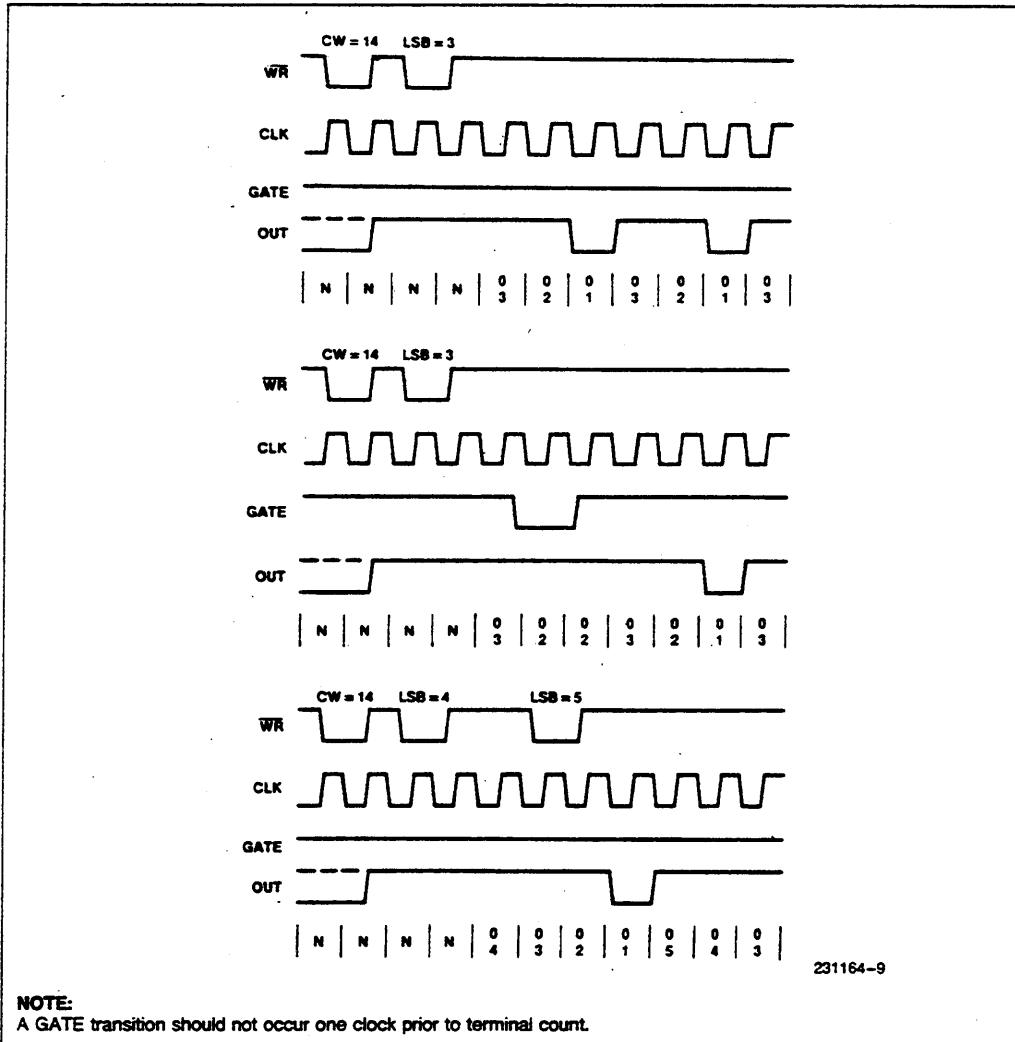 CW = 14 LSB = 3
WR
CLK
GATE
OUT
N N N N 0 3 0 2 0 1 0 3 0 2 0 1 0 3
CW = 14 LSB = 3
WR
CLK
GATE
OUT
N N N N 0 3 0 2 0 2 0 3 0 2 0 1 0 3
CW = 14 LSB = 4 LSB = 5
WR
CLK
GATE
OUT
N N N N 0 4 0 3 0 2 0 1 0 5 0 4 0 3
231164-9
NOTE:
A GATE transition should not occur one clock prior to terminal count.